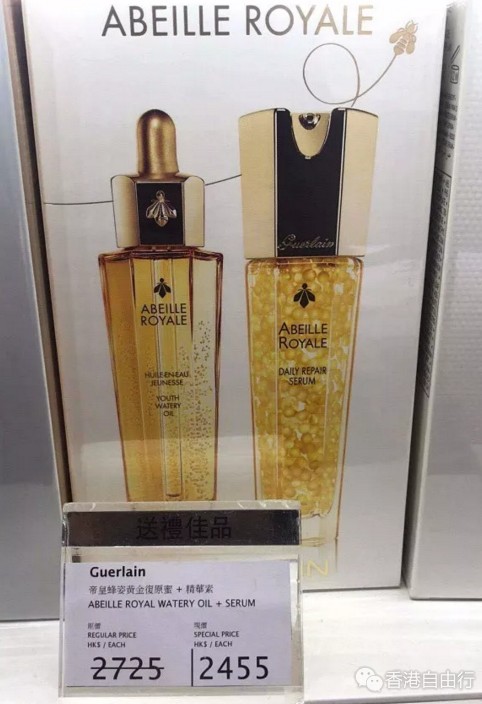 ABEILLE ROYALE
Guerlain
ABEILLE
ROYALE
HUILE-EN-EAU
JEUNESSE
YOUTH
WATERY
OIL
ABEILLE
ROYALE
DAILY REPAIR
SERUM
送禮佳品
Guerlain
帝皇蜂姿黃金復原蜜 + 精華素
ABEILLE ROYAL WATERY OIL + SERUM
原價 現價
REGULAR PRICE SPECIAL PRICE
HK$ / EACH HK$ / EACH
2725 2455
香港自由行